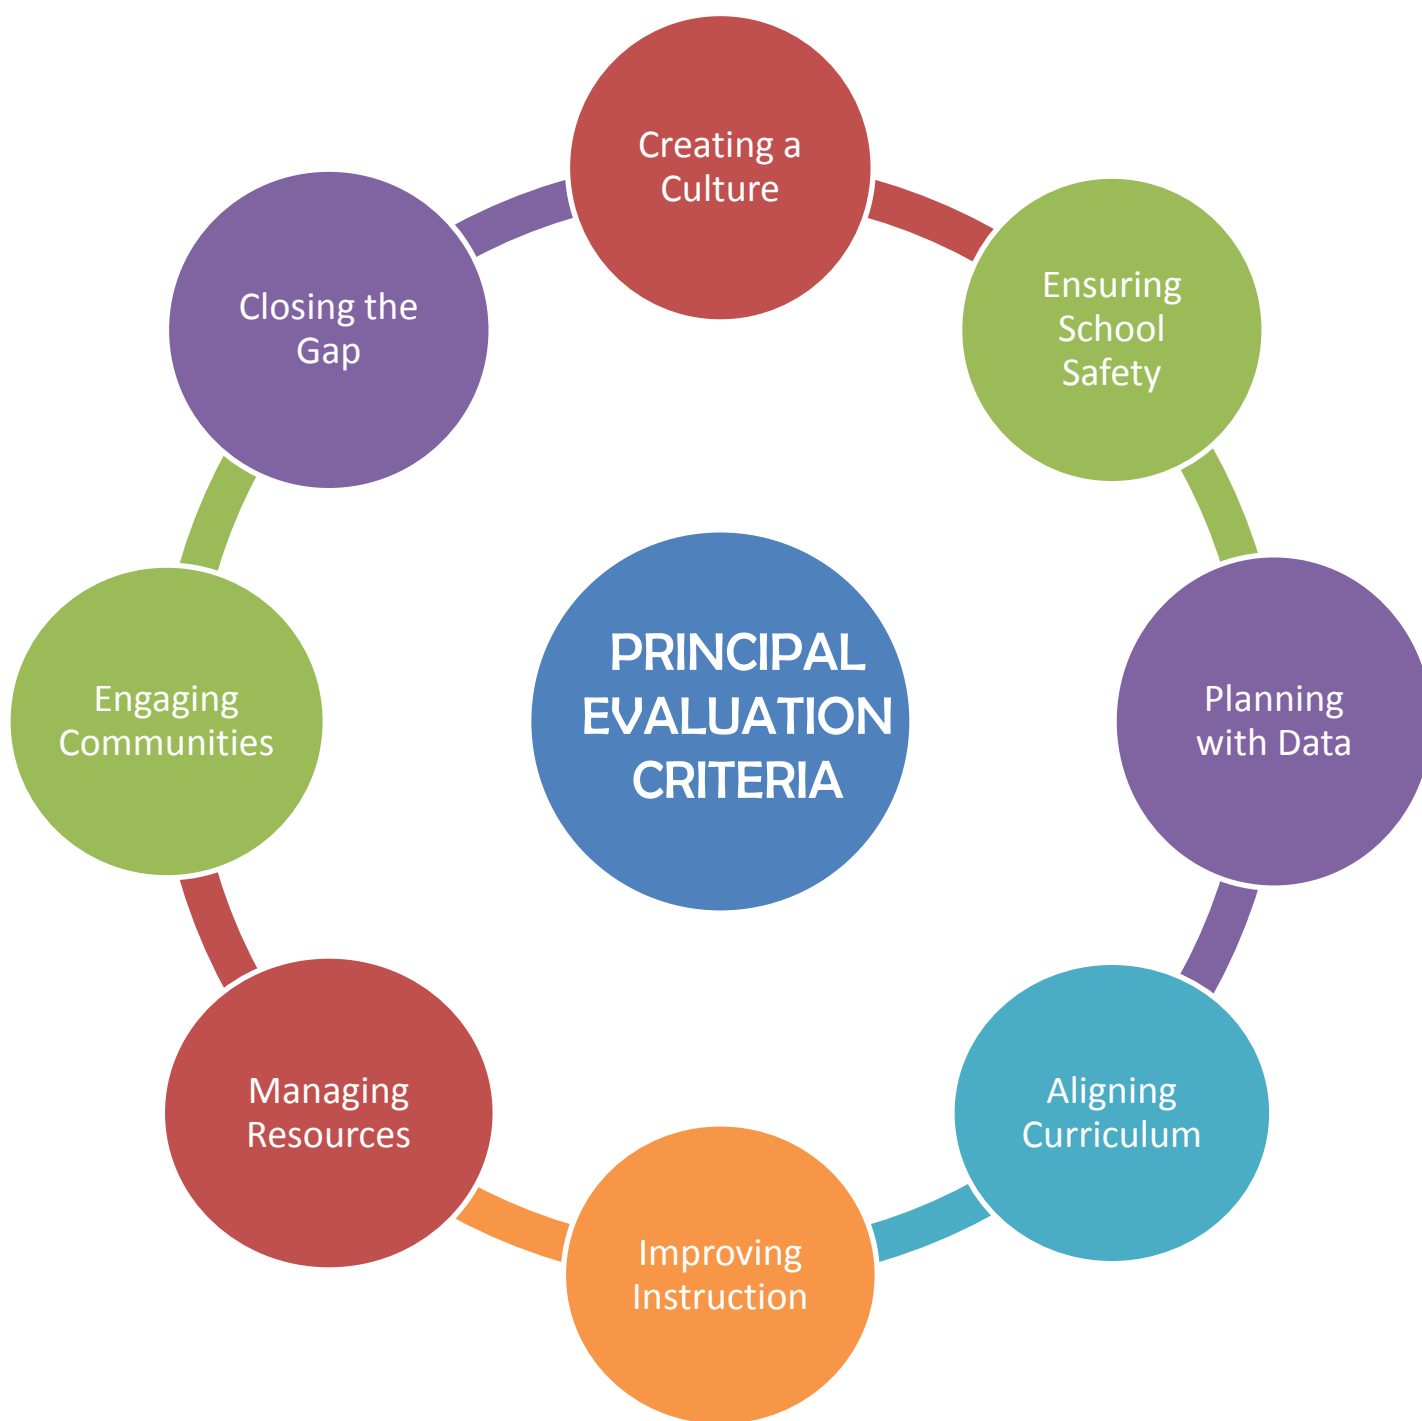 Creating a
Culture
Ensuring
School
Safety
Planning
with Data
Aligning
Curriculum
Improving
Instruction
Managing
Resources
Engaging
Communities
Closing the
Gap
PRINCIPAL
EVALUATION
CRITERIA